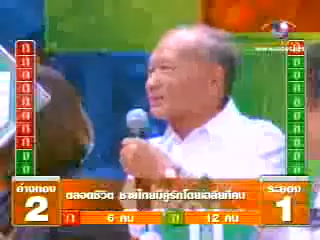 อ่างทอง
ตลอดชีวิต ชายไทยมีคู่รักโดยเฉลี่ยกี่คน
ระยอง
2
ก 6 คน
ข 12 คน
1